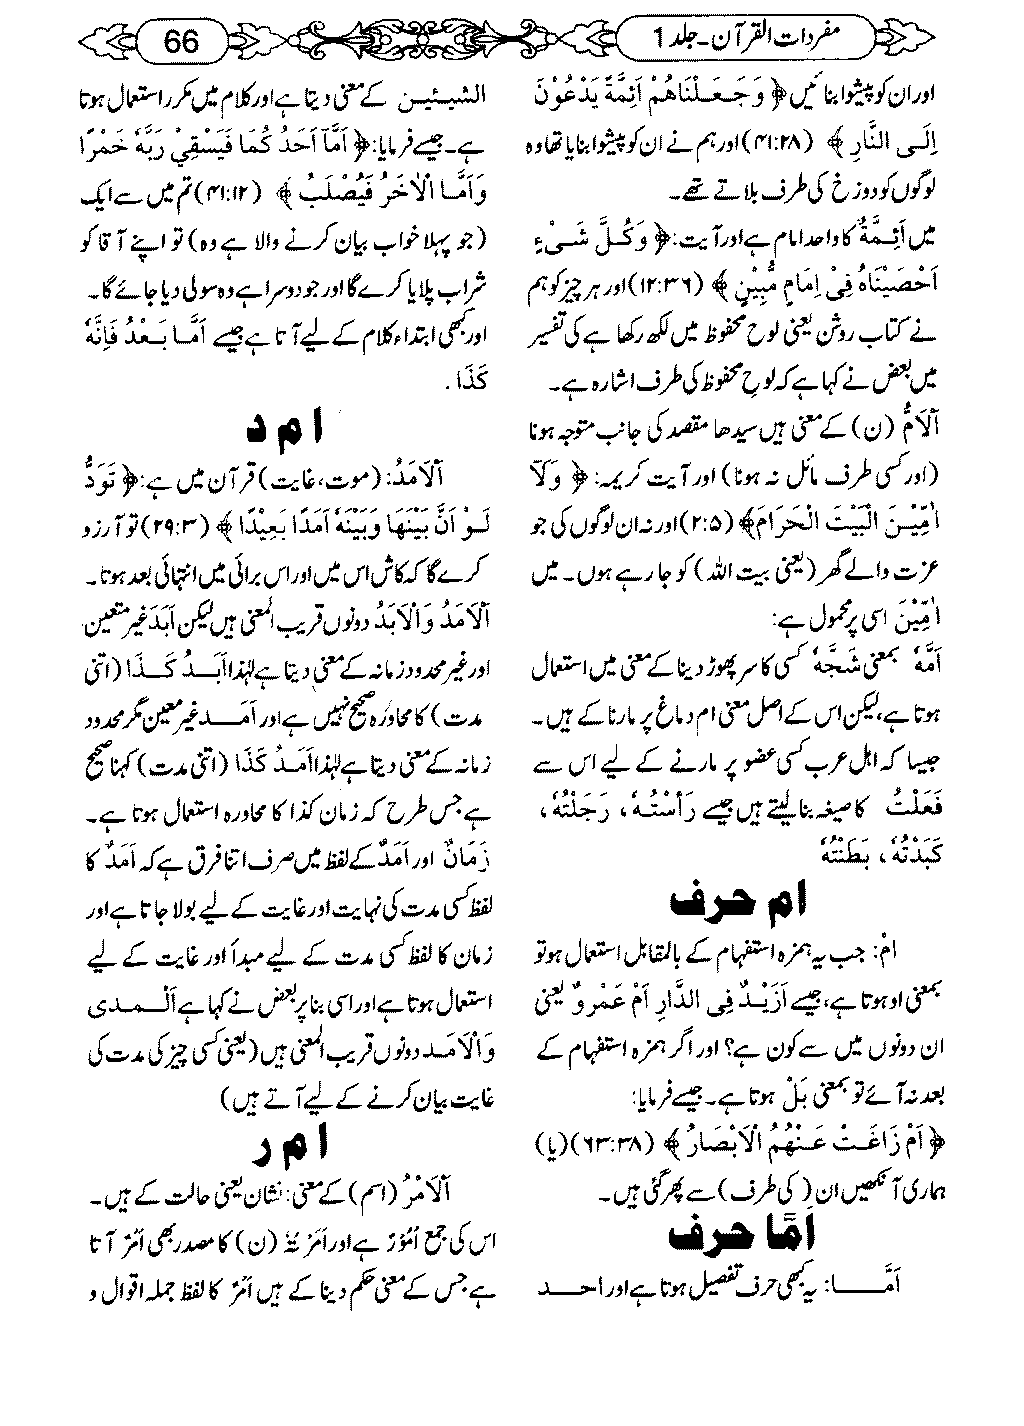 مفردات القرآن۔جلد 1
66
اور ان کو پیشوا بنائیں ﴿ وَجَعَلْنَاهُمْ اَئِمَّةً يَدْعُوْنَ
اِلَى النَّارِ ﴾ (۴۱:۲۸) اور ہم نے ان کو پیشوا بنایا تھا وہ
لوگوں کو دوزخ کی طرف بلاتے تھے۔
میں اَئِمَّةٌ کا واحد امام ہے اور آیت: ﴿ وَكُلَّ شَيْءٍ
اَحْصَيْنَاهُ فِيْ اِمَامٍ مُّبِيْنٍ ﴾ (۱۲:۳۶) اور ہر چیز کو ہم
نے کتاب روشن یعنی لوح محفوظ میں لکھ رکھا ہے کی تفسیر
میں بعض نے کہا ہے کہ لوح محفوظ کی طرف اشارہ ہے۔
اَلْاَمُّ (ن) کے معنی ہیں سیدھا مقصد کی جانب متوجہ ہونا
(اور کسی طرف مائل نہ ہونا) اور آیت کریمہ: ﴿ وَلَآ
اٰمِّيْنَ الْبَيْتَ الْحَرَامَ﴾ (۲:۵) اور نہ ان لوگوں کی جو
عزت والے گھر (یعنی بیت اللہ) کو جا رہے ہوں۔ میں
اٰمِّيْنَ اسی پر محمول ہے:
اَمَّهٗ بمعنی شَجَّهٗ کسی کا سر پھوڑ دینا کے معنی میں استعمال
ہوتا ہے، لیکن اس کے اصل معنی ام دماغ پر مارنا کے ہیں۔
جیسا کہ اہل عرب کسی عضو پر مارنے کے لیے اس سے
فَعَلْتُ کا صیغہ بنا لیتے ہیں جیسے رَأْسْتُهٗ، رَجَلْتُهٗ،
كَبَدْتُهٗ، بَطَنْتُهٗ
ام حرف
اَمْ: جب یہ ہمزہ استفہام کے بالمقابل استعمال ہو تو
بمعنی او ہوتا ہے، جیسے اَزَيْدٌ فِي الدَّارِ اَمْ عَمْرو یعنی
ان دونوں میں سے کون ہے؟ اور اگر ہمزہ استفہام کے
بعد نہ آئے تو بمعنی بَلْ ہوتا ہے۔ جیسے فرمایا:
﴿ اَمْ زَاغَتْ عَنْهُمُ الْاَبْصَارُ ﴾ (۶۳:۳۸) (یا)
ہماری آنکھیں ان (کی طرف) سے پھر گئی ہیں۔
اَمّا حرف
اَمَّا: یہ کبھی حرف تفصیل ہوتا ہے اور احد
الشیئین کے معنی دیتا ہے اور کلام میں مکرر استعمال ہوتا
ہے۔ جیسے فرمایا: ﴿ اَمَّآ اَحَدُكُمَا فَيَسْقِيْ رَبَّهٗ خَمْرًا
وَاَمَّا الْاٰخَرُ فَيُصْلَبُ ﴾ (۴۱:۱۲) تم میں سے ایک
(جو پہلا خواب بیان کرنے والا ہے وہ) تو اپنے آقا کو
شراب پلایا کرے گا اور جو دوسرا ہے وہ سولی دیا جائے گا۔
اور کبھی ابتداء کلام کے لیے آتا ہے جیسے اَمَّا بَعْدُ فَاِنَّهٗ
كَذَا.
ام د
اَلْاَمَدُ: (موت، غایت) قرآن میں ہے: ﴿ تَوَدُّ
لَوْ اَنَّ بَيْنَهَا وَبَيْنَهٗ اَمَدًا بَعِيْدًا ﴾ (۲۹:۳) تو آرزو
کرے گا کہ کاش اس میں اور اس برائی میں انتہائی بعد ہوتا۔
اَلْاَمَدُ وَالْاَبَدُ دونوں قریب المعنی ہیں لیکن اَبَدَ غیر متعین
اور غیر محدود زمانہ کے معنی دیتا ہے لہٰذا اَبَدُ كَذَا (اتنی
مدت) کا محاورہ صحیح نہیں ہے اور اَمَد غیر معین مگر محدود
زمانہ کے معنی دیتا ہے لہٰذا اَمَدُ كَذَا (اتنی مدت) کہنا صحیح
ہے جس طرح کہ زمان کذا کا محاورہ استعمال ہوتا ہے۔
زَمَانٌ اور اَمَدٌ کے لفظ میں صرف اتنا فرق ہے کہ اَمَدٌ کا
لفظ کسی مدت کی نہایت اور غایت کے لیے بولا جاتا ہے اور
زمان کا لفظ کسی مدت کے لیے مبدأ اور غایت کے لیے
استعمال ہوتا ہے اور اسی بنا پر بعض نے کہا ہے اَلْمدى
وَالْاَمَد دونوں قریب المعنی ہیں (یعنی کسی چیز کی مدت کی
غایت بیان کرنے کے لیے آتے ہیں)
ام ر
اَلْاَمْرُ (اسم) کے معنی: نشان یعنی حالت کے ہیں۔
اس کی جمع اُمُوْرٌ ہے اور (ن) کا مصدر بھی اَمْرٌ آتا
ہے جس کے معنی حکم دینا کے ہیں اَمْرٌ کا لفظ جملہ اقوال و